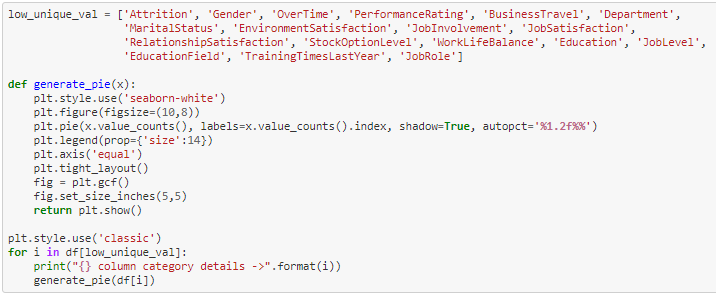 low_unique_val = ['Attrition', 'Gender', 'OverTime', 'PerformanceRating', 'BusinessTravel', 'Department',
                  'MaritalStatus', 'EnvironmentSatisfaction', 'JobInvolvement', 'JobSatisfaction',
                  'RelationshipSatisfaction', 'StockOptionLevel', 'WorkLifeBalance', 'Education', 'JobLevel',
                  'EducationField', 'TrainingTimesLastYear', 'JobRole']

def generate_pie(x):
    plt.style.use('seaborn-white')
    plt.figure(figsize=(10,8))
    plt.pie(x.value_counts(), labels=x.value_counts().index, shadow=True, autopct='%1.2f%%')
    plt.legend(prop={'size':14})
    plt.axis('equal')
    plt.tight_layout()
    fig = plt.gcf()
    fig.set_size_inches(5,5)
    return plt.show()

plt.style.use('classic')
for i in df[low_unique_val]:
    print("{} column category details ->".format(i))
    generate_pie(df[i])